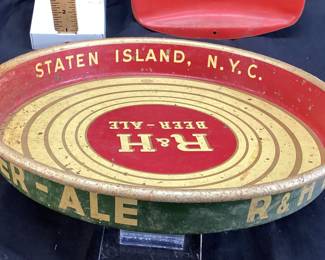 STATEN ISLAND, N.Y.C.
R&H
BEER-ALE
ER-ALE
R&H